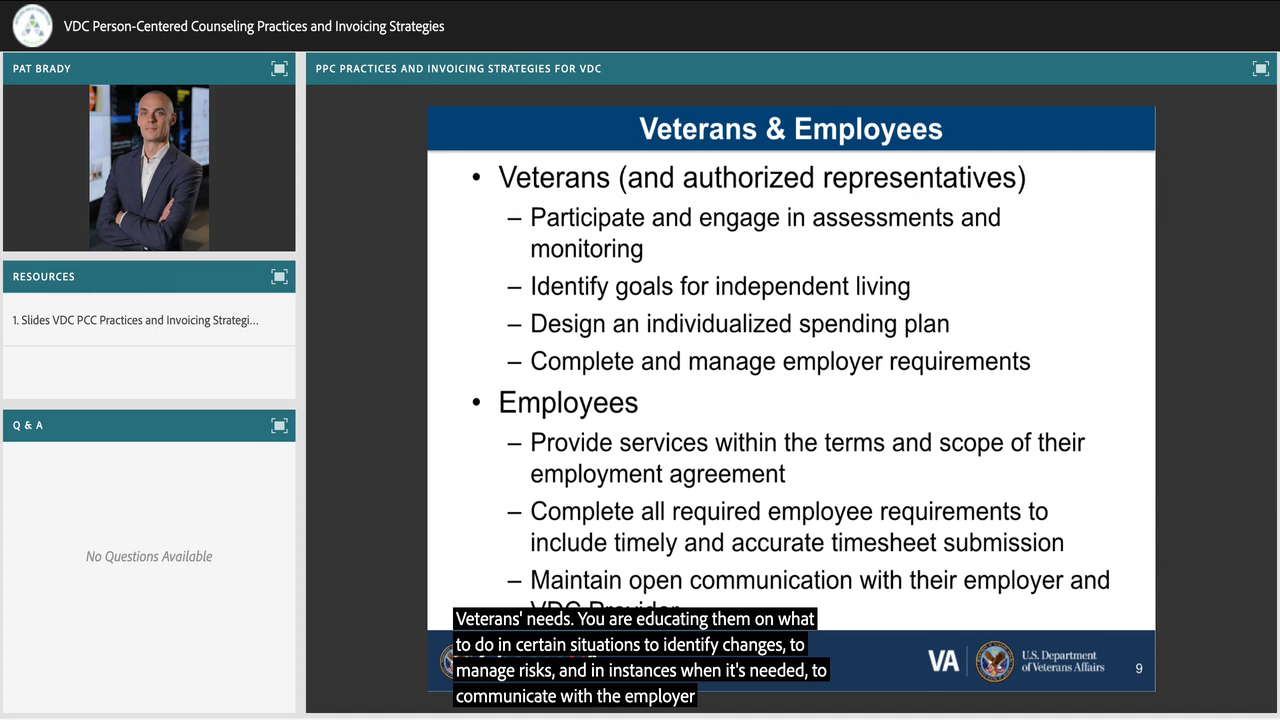 VDC Person-Centered Counseling Practices and Invoicing Strategies
PAT BRADY
RESOURCES
1. Slides VDC PCC Practices and Invoicing Strategi...
Q & A
No Questions Available
PPC PRACTICES AND INVOICING STRATEGIES FOR VDC
Veterans & Employees
• Veterans (and authorized representatives)
– Participate and engage in assessments and
monitoring
– Identify goals for independent living
– Design an individualized spending plan
– Complete and manage employer requirements
• Employees
– Provide services within the terms and scope of their
employment agreement
– Complete all required employee requirements to
include timely and accurate timesheet submission
– Maintain open communication with their employer and
VDC Provider
Veterans' needs. You are educating them on what
to do in certain situations to identify changes, to
manage risks, and in instances when it's needed, to
communicate with the employer
VA
U.S. Department
of Veterans Affairs
9